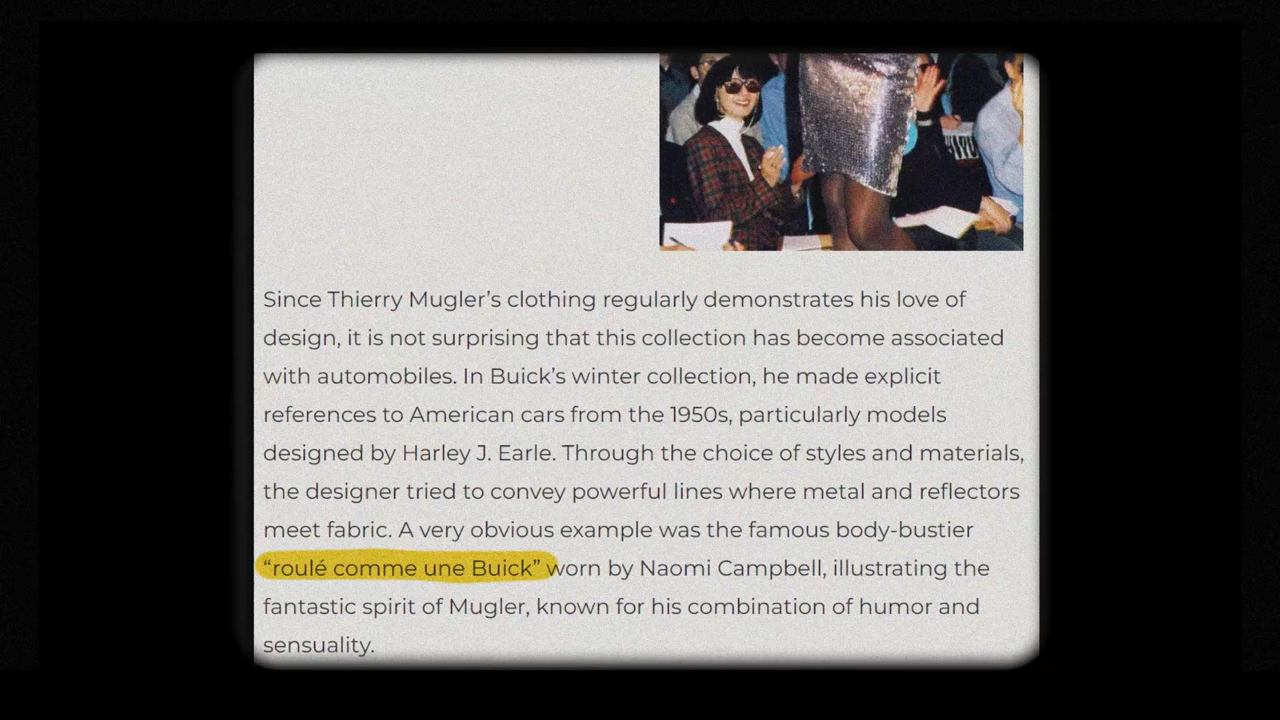 Since Thierry Mugler’s clothing regularly demonstrates his love of
design, it is not surprising that this collection has become associated
with automobiles. In Buick’s winter collection, he made explicit
references to American cars from the 1950s, particularly models
designed by Harley J. Earle. Through the choice of styles and materials,
the designer tried to convey powerful lines where metal and reflectors
meet fabric. A very obvious example was the famous body-bustier
“roulé comme une Buick” worn by Naomi Campbell, illustrating the
fantastic spirit of Mugler, known for his combination of humor and
sensuality.